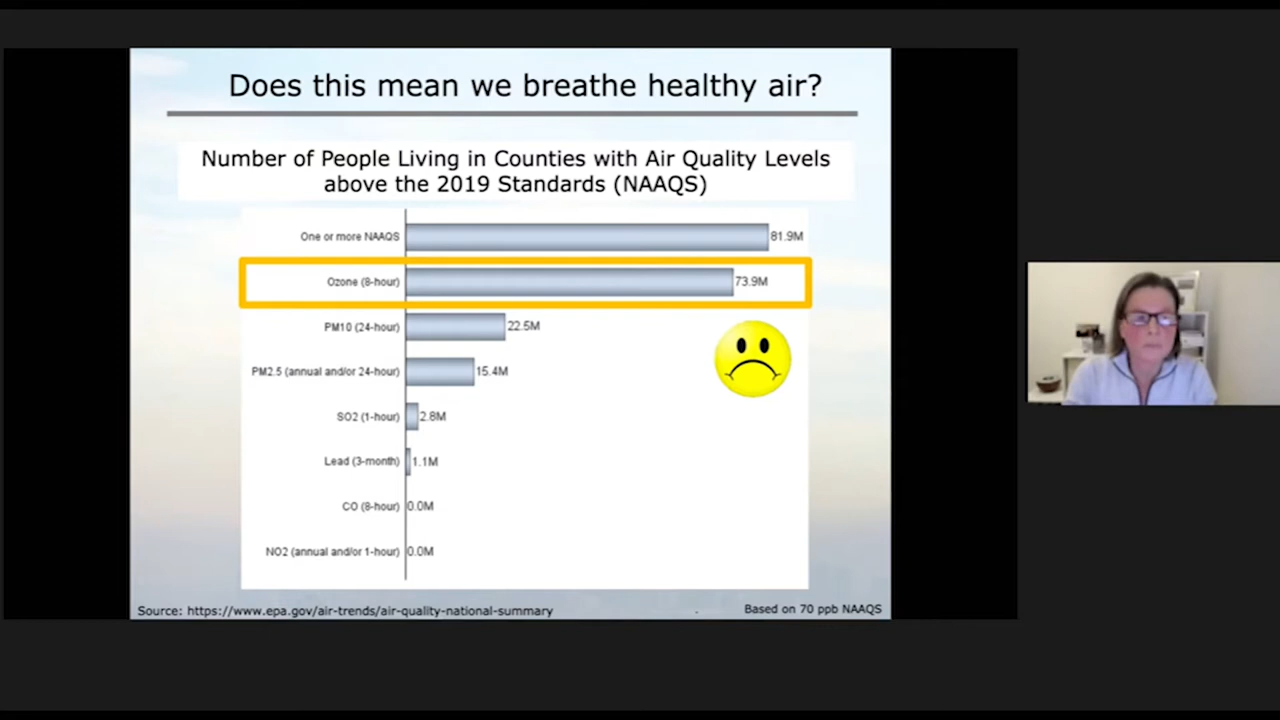 Does this mean we breathe healthy air?
Number of People Living in Counties with Air Quality Levels
above the 2019 Standards (NAAQS)
One or more NAAQS 81.9M
Ozone (8-hour) 73.9M
PM10 (24-hour) 22.5M
PM2.5 (annual and/or 24-hour) 15.4M
SO2 (1-hour) 2.8M
Lead (3-month) 1.1M
CO (8-hour) 0.0M
NO2 (annual and/or 1-hour) 0.0M
Source: https://www.epa.gov/air-trends/air-quality-national-summary
Based on 70 ppb NAAQS